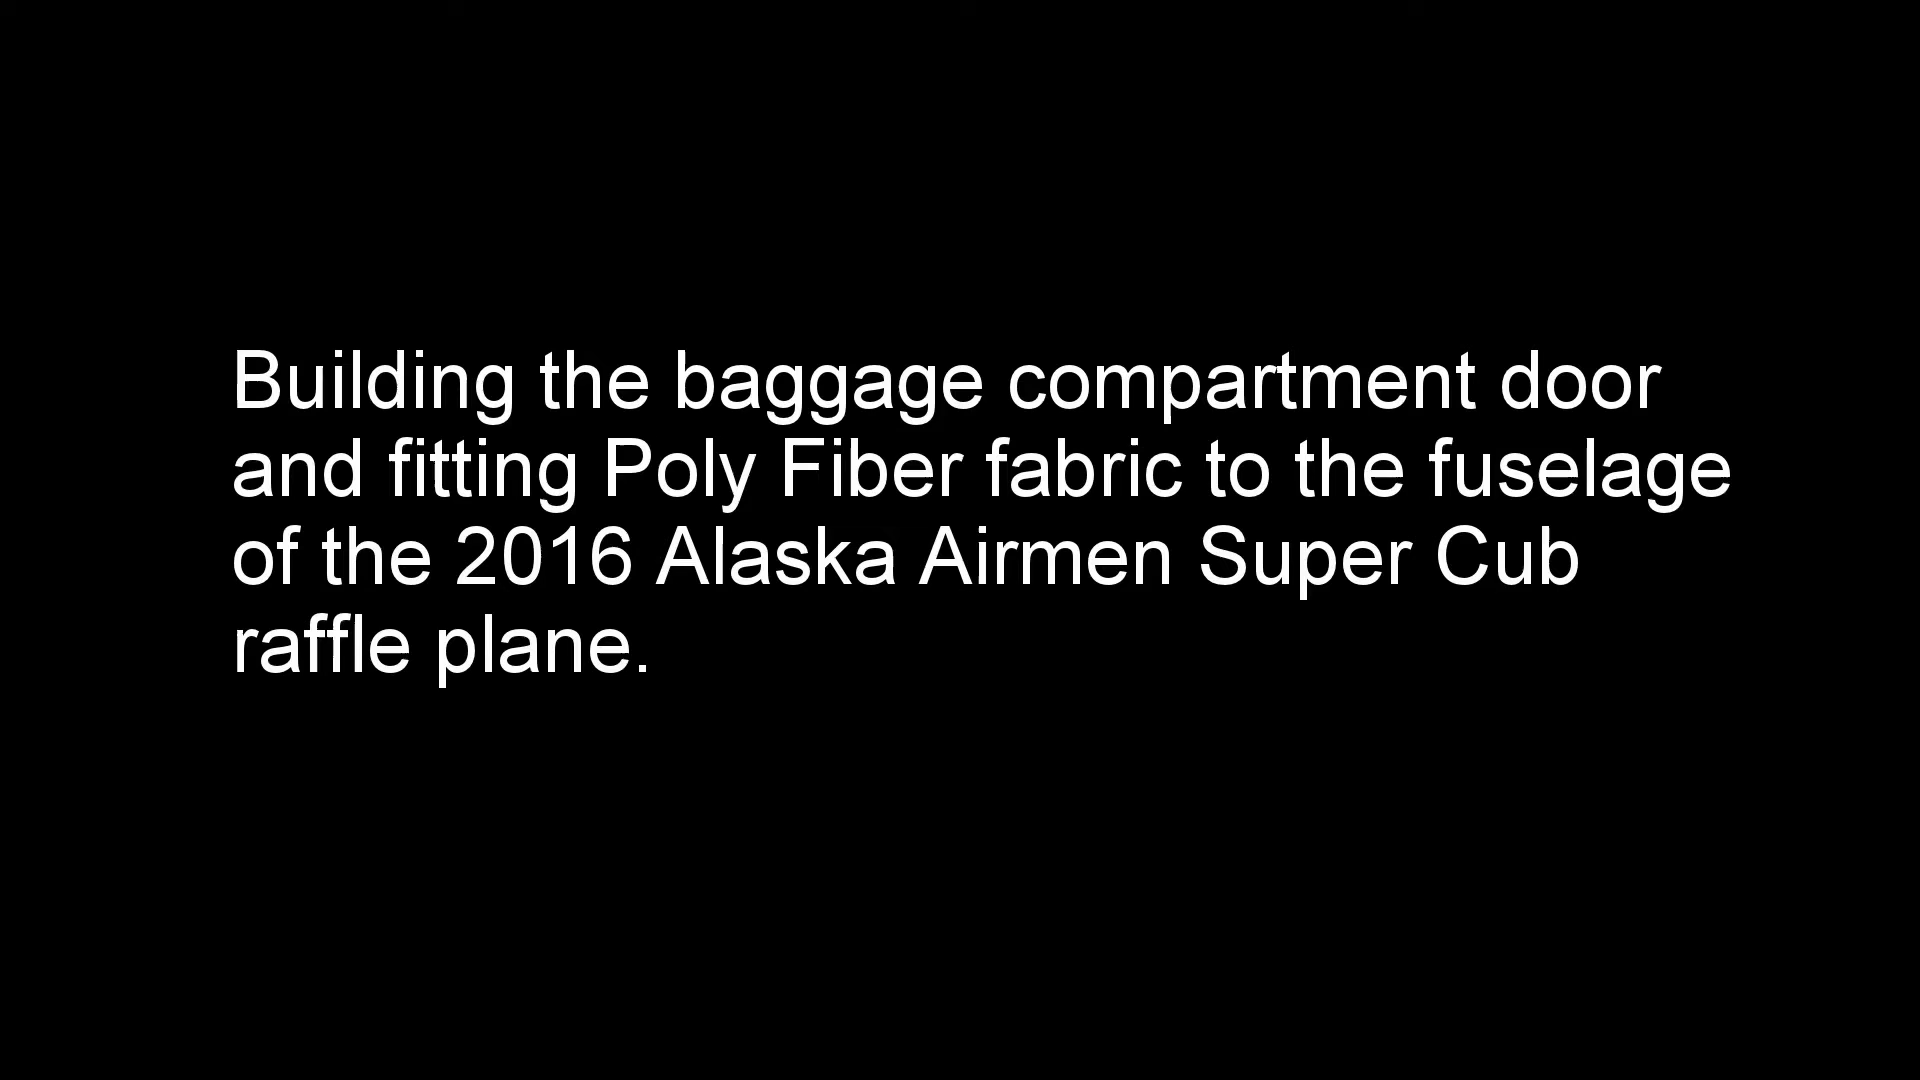 Building the baggage compartment door
and fitting Poly Fiber fabric to the fuselage
of the 2016 Alaska Airmen Super Cub
raffle plane.